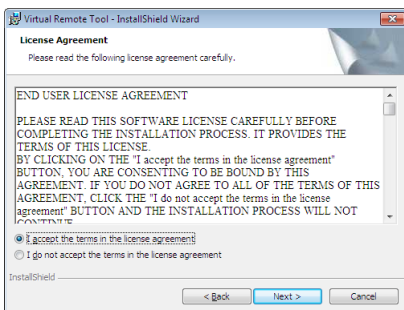 Virtual Remote Tool - InstallShield Wizard
License Agreement
Please read the following license agreement carefully.
END USER LICENSE AGREEMENT
PLEASE READ THIS SOFTWARE LICENSE CAREFULLY BEFORE
COMPLETING THE INSTALLATION PROCESS. IT PROVIDES THE
TERMS OF THIS LICENSE.
BY CLICKING ON THE "I accept the terms in the license agreement"
BUTTON, YOU ARE CONSENTING TO BE BOUND BY THIS
AGREEMENT. IF YOU DO NOT AGREE TO ALL OF THE TERMS OF THIS
AGREEMENT, CLICK THE "I do not accept the terms in the license
agreement" BUTTON AND THE INSTALLATION PROCESS WILL NOT
CONTINUE
I accept the terms in the license agreement
I do not accept the terms in the license agreement
InstallShield
< Back Next > Cancel